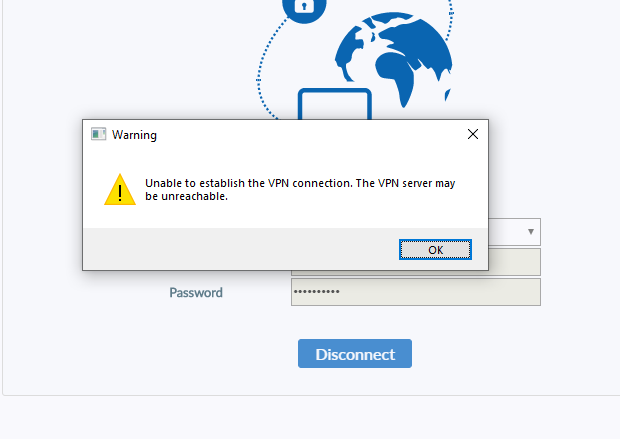 Warning
Unable to establish the VPN connection. The VPN server may
be unreachable.
OK
Password
••••••••••
Disconnect